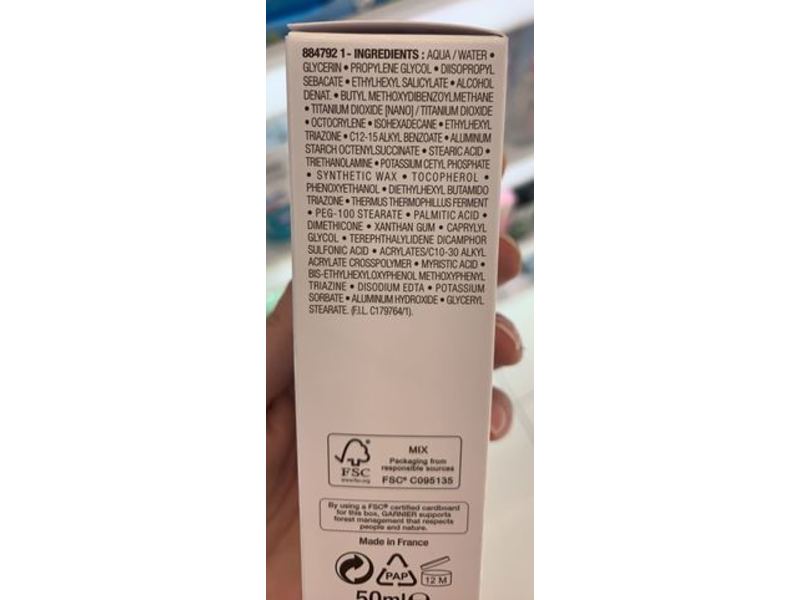 884792 1 - INGREDIENTS : AQUA / WATER •
GLYCERIN • PROPYLENE GLYCOL • DIISOPROPYL
SEBACATE • ETHYLHEXYL SALICYLATE • ALCOHOL
DENAT. • BUTYL METHOXYDIBENZOYLMETHANE
• TITANIUM DIOXIDE [NANO] / TITANIUM DIOXIDE
• OCTOCRYLENE • ISOHEXADECANE • ETHYLHEXYL
TRIAZONE • C12-15 ALKYL BENZOATE • ALUMINUM
STARCH OCTENYLSUCCINATE • STEARIC ACID •
TRIETHANOLAMINE • POTASSIUM CETYL PHOSPHATE
• SYNTHETIC WAX • TOCOPHEROL •
PHENOXYETHANOL • DIETHYLHEXYL BUTAMIDO
TRIAZONE • THERMUS THERMOPHILLUS FERMENT
• PEG-100 STEARATE • PALMITIC ACID •
DIMETHICONE • XANTHAN GUM • CAPRYLYL
GLYCOL • TEREPHTHALYLIDENE DICAMPHOR
SULFONIC ACID • ACRYLATES/C10-30 ALKYL
ACRYLATE CROSSPOLYMER • MYRISTIC ACID •
BIS-ETHYLHEXYLOXYPHENOL METHOXYPHENYL
TRIAZINE • DISODIUM EDTA • POTASSIUM
SORBATE • ALUMINUM HYDROXIDE • GLYCERYL
STEARATE. (F.I.L. C179764/1).
FSC
www.fsc.org
MIX
Packaging from
responsible sources
FSC® C095135
By using a FSC® certified cardboard
for this box, GARNIER supports
forest management that respects
people and nature.
Made in France
PAP
12 M
50ml℮